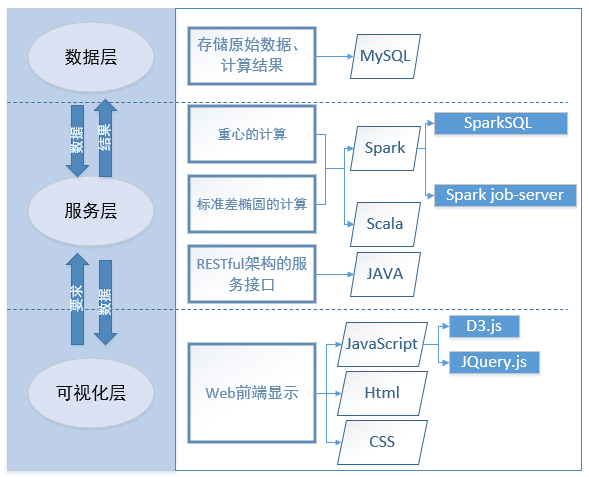 数据层
存储原始数据、
计算结果
MySQL
数据
结果
重心的计算
Spark
SparkSQL
服务层
标准差椭圆的计算
Spark job-server
Scala
RESTful架构的服
务接口
JAVA
要求
数据
可视化层
Web前端显示
JavaScript
D3.js
JQuery.js
Html
CSS